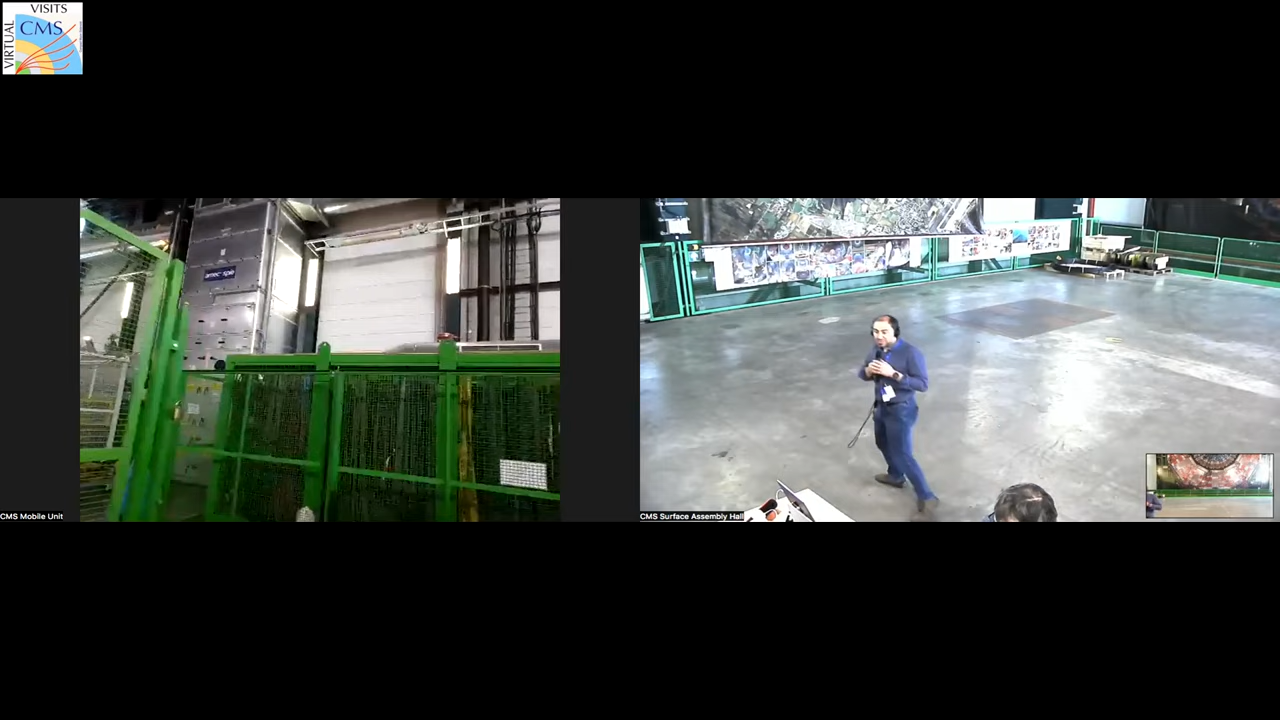 VISITS
VIRTUAL
CMS
CMS Mobile Unit
CMS Surface Assembly Hall